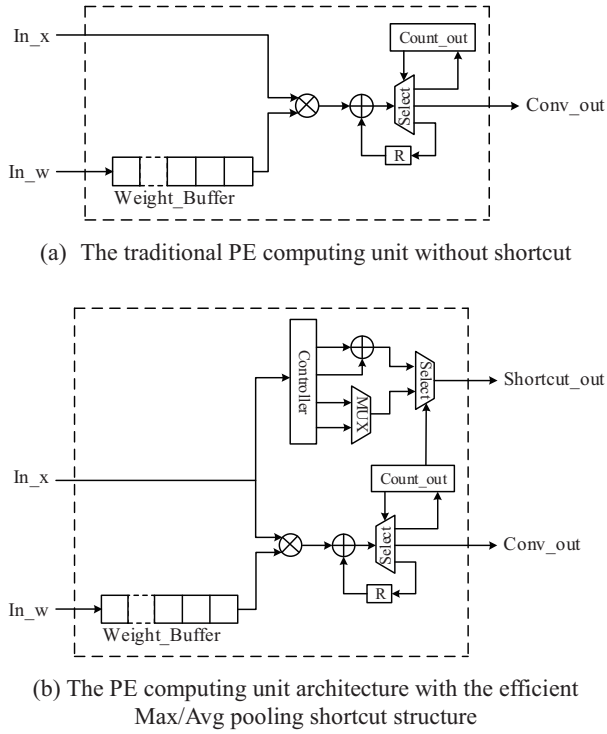 In_x
Count_out
Select
Conv_out
R
In_w
Weight_Buffer
(a) The traditional PE computing unit without shortcut
Controller
Select
Shortcut_out
MUX
In_x
Count_out
Select
Conv_out
R
In_w
Weight_Buffer
(b) The PE computing unit architecture with the efficient
Max/Avg pooling shortcut structure